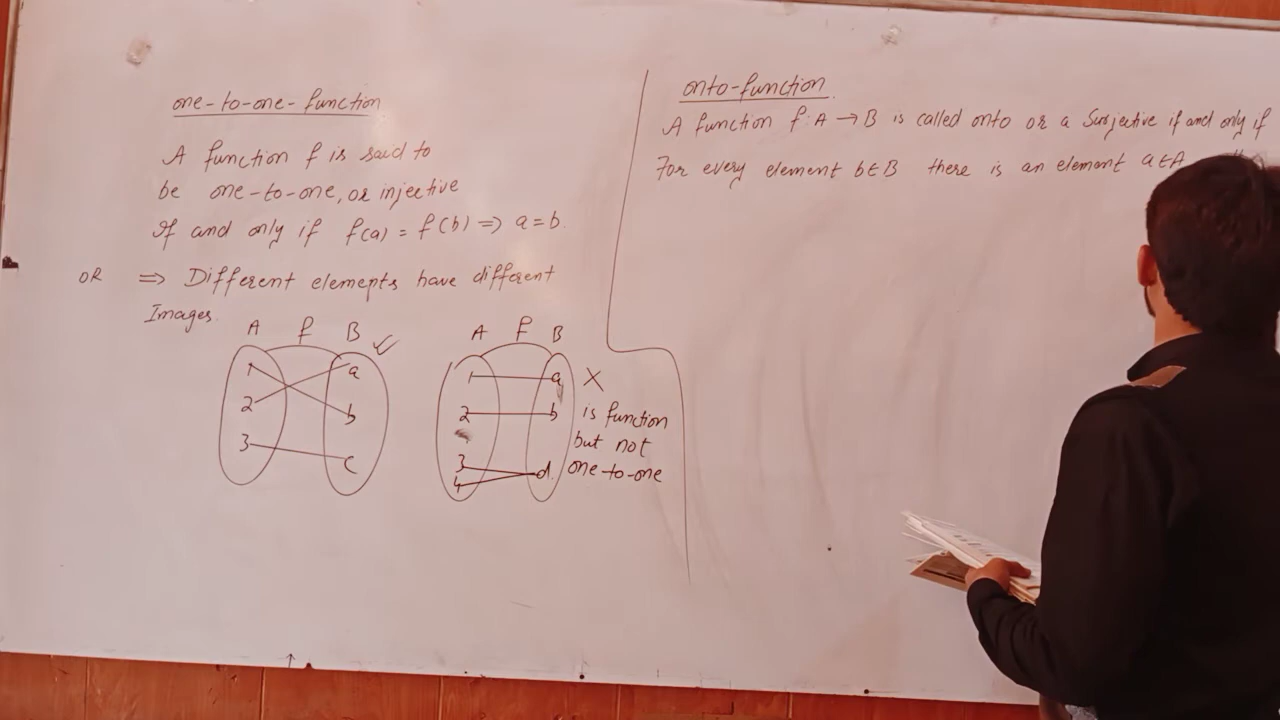 one-to-one-function
A function f is said to
be one-to-one, or injective
If and only if f(a) = f(b) => a = b.
OR => Different elements have different
Images.
A f B ✓
1 a
2 b
3 c
A f B
1 a X
2 b is function
but not
3 d. one-to-one
4
onto-function.
A function f: A → B is called onto or a Surjective if and only if
For every element b∈B there is an element a∈A